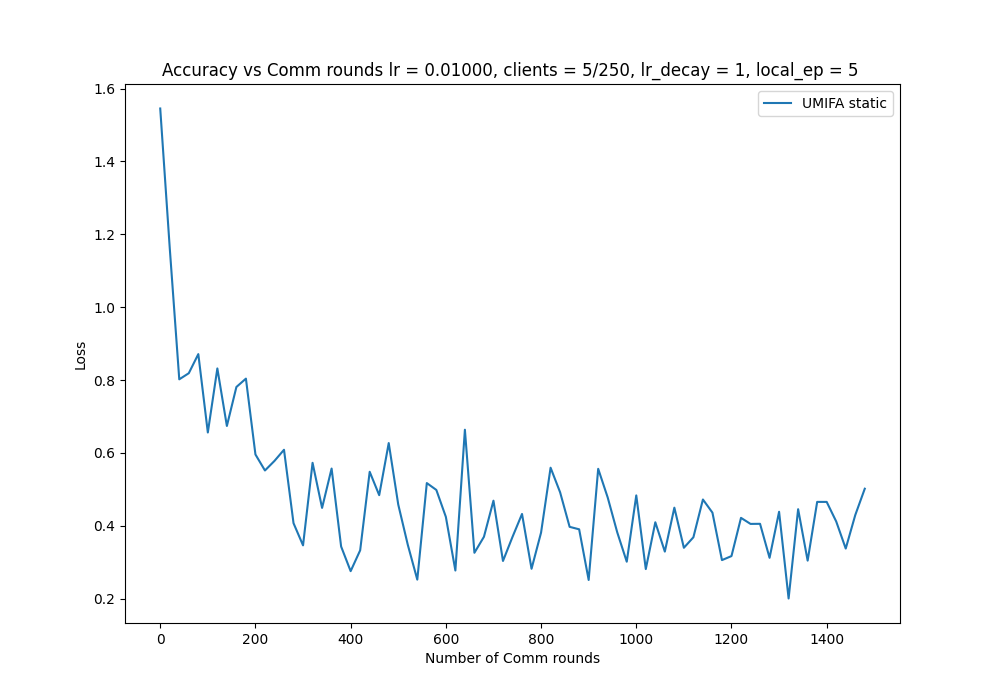 Accuracy vs Comm rounds lr = 0.01000, clients = 5/250, lr_decay = 1, local_ep = 5
UMIFA static
1.6
1.4
1.2
1.0
0.8
0.6
0.4
0.2
Loss
0 200 400 600 800 1000 1200 1400
Number of Comm rounds